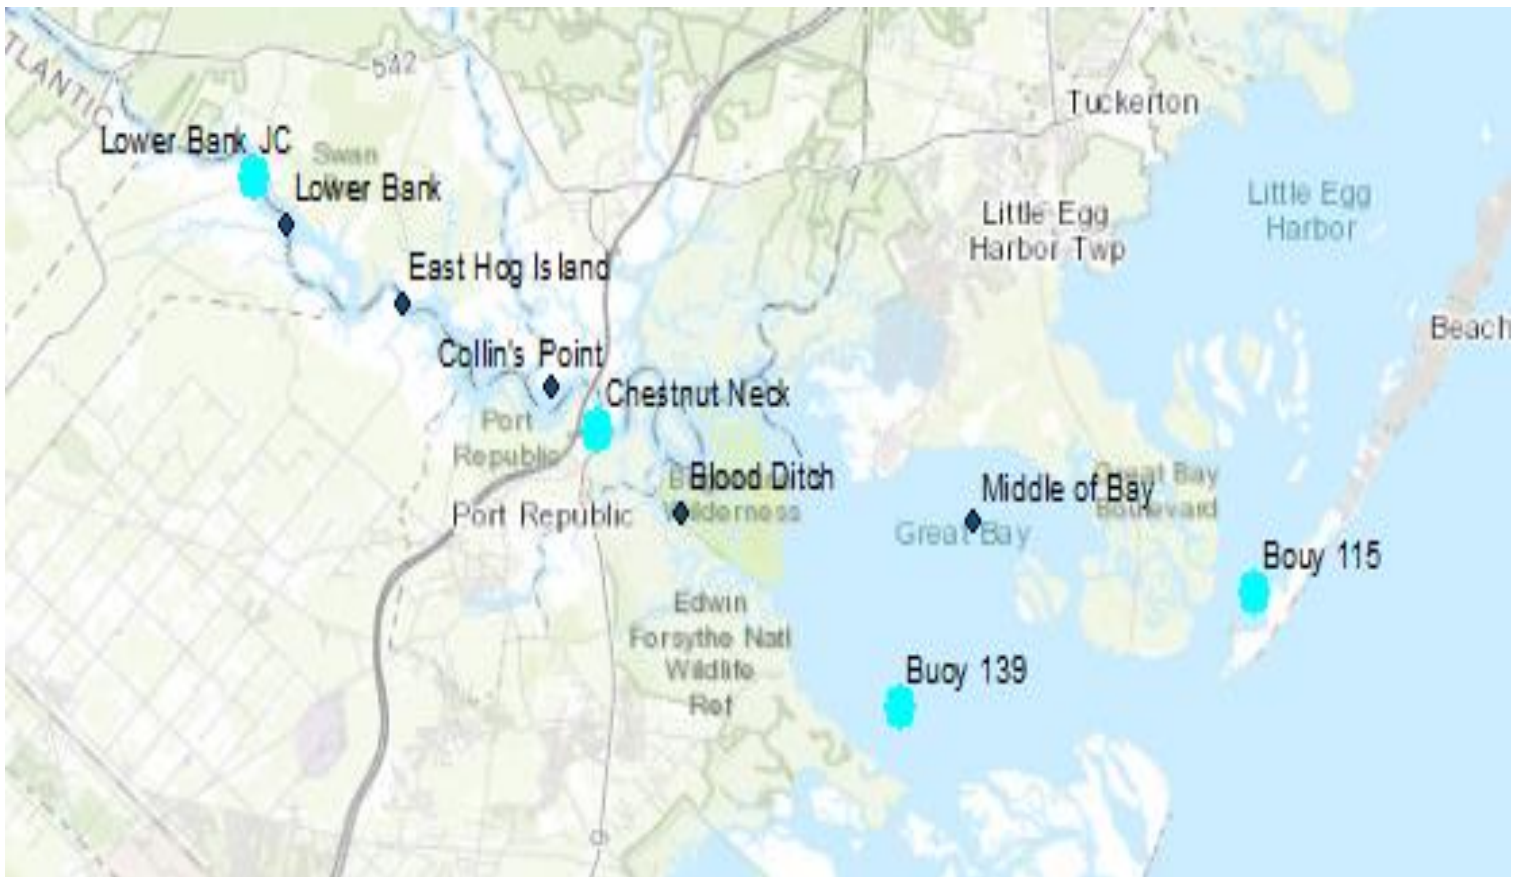 542
TLANTIC
Tuckerton
Lower Bank JC
Swan
Lower Bank
Little Egg
Harbor
Little Egg
Harbor Twp
East Hog Island
Beach
Collin's Point
Chestnut Neck
Port
Republic
Blood Ditch
Wilderness
Middle of Bay
Great Bay
Boulevard
Port Republic
Great Bay
Bouy 115
Edwin
Forsythe Natl
Wildlife
Ref
Buoy 139